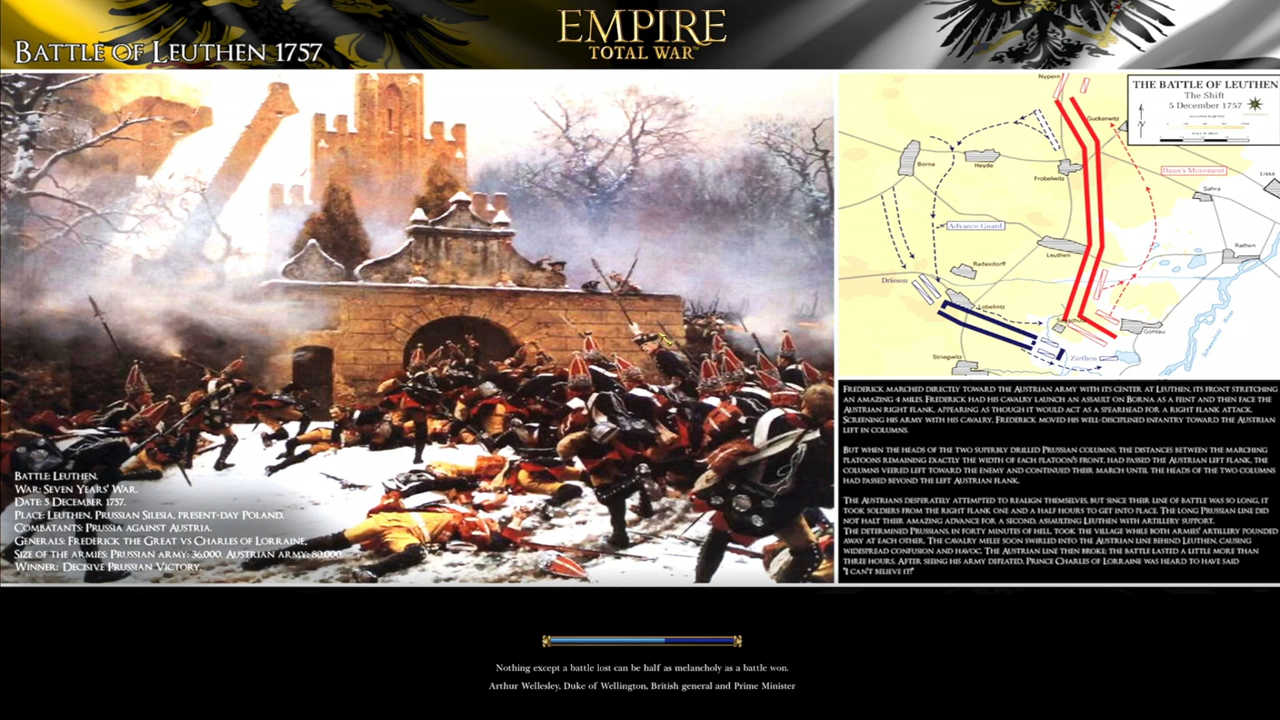 BATTLE OF LEUTHEN 1757
EMPIRE
TOTAL WAR™
BATTLE: LEUTHEN.
WAR: SEVEN YEARS' WAR.
DATE: 5 DECEMBER 1757.
PLACE: LEUTHEN, PRUSSIAN SILESIA, PRESENT-DAY POLAND.
COMBATANTS: PRUSSIA AGAINST AUSTRIA.
GENERALS: FREDERICK THE GREAT VS CHARLES OF LORRAINE.
SIZE OF THE ARMIES: PRUSSIAN ARMY: 36,000. AUSTRIAN ARMY: 80,000.
WINNER: DECISIVE PRUSSIAN VICTORY.
THE BATTLE OF LEUTHEN
The Shift
5 December 1757
N
Nypern
Guckerwitz
Borna
Heyde
Frobelwitz
Daun's Movement
Lissa
Sahra
Advance Guard
Leuthen
Rathen
Radaxdorff
Driesen
Lobelintz
Gohlau
Striegwitz
Ziethen
FREDERICK MARCHED DIRECTLY TOWARD THE AUSTRIAN ARMY WITH ITS CENTER AT LEUTHEN, ITS FRONT STRETCHING
AN AMAZING 4 MILES. FREDERICK HAD HIS CAVALRY LAUNCH AN ASSAULT ON BORNA AS A FEINT AND THEN FACE THE
AUSTRIAN RIGHT FLANK, APPEARING AS THOUGH IT WOULD ACT AS A SPEARHEAD FOR A RIGHT FLANK ATTACK.
SCREENING HIS ARMY WITH HIS CAVALRY, FREDERICK MOVED HIS WELL-DISCIPLINED INFANTRY TOWARD THE AUSTRIAN
LEFT IN COLUMNS.
BUT WHEN THE HEADS OF THE TWO SUPERBLY DRILLED PRUSSIAN COLUMNS, THE DISTANCES BETWEEN THE MARCHING
PLATOONS REMAINING EXACTLY THE WIDTH OF EACH PLATOON'S FRONT, HAD PASSED THE AUSTRIAN LEFT FLANK, THE
COLUMNS VEERED LEFT TOWARD THE ENEMY AND CONTINUED THEIR MARCH UNTIL THE HEADS OF THE TWO COLUMNS
HAD PASSED BEYOND THE LEFT AUSTRIAN FLANK.
THE AUSTRIANS DESPERATELY ATTEMPTED TO REALIGN THEMSELVES, BUT SINCE THEIR LINE OF BATTLE WAS SO LONG, IT
TOOK SOLDIERS FROM THE RIGHT FLANK ONE AND A HALF HOURS TO GET INTO PLACE. THE LONG PRUSSIAN LINE DID
NOT HALT THEIR AMAZING ADVANCE FOR A SECOND, ASSAULTING LEUTHEN WITH ARTILLERY SUPPORT.
THE DETERMINED PRUSSIANS, IN FORTY MINUTES OF HELL, TOOK THE VILLAGE WHILE BOTH ARMIES' ARTILLERY POUNDED
AWAY AT EACH OTHER. THE CAVALRY MELEE SOON SWIRLED INTO THE AUSTRIAN LINE BEHIND LEUTHEN, CAUSING
WIDESPREAD CONFUSION AND HAVOC. THE AUSTRIAN LINE THEN BROKE; THE BATTLE LASTED A LITTLE MORE THAN
THREE HOURS. AFTER SEEING HIS ARMY DEFEATED, PRINCE CHARLES OF LORRAINE WAS HEARD TO HAVE SAID
"I CAN'T BELIEVE IT!"
Nothing except a battle lost can be half as melancholy as a battle won.
Arthur Wellesley, Duke of Wellington, British general and Prime Minister